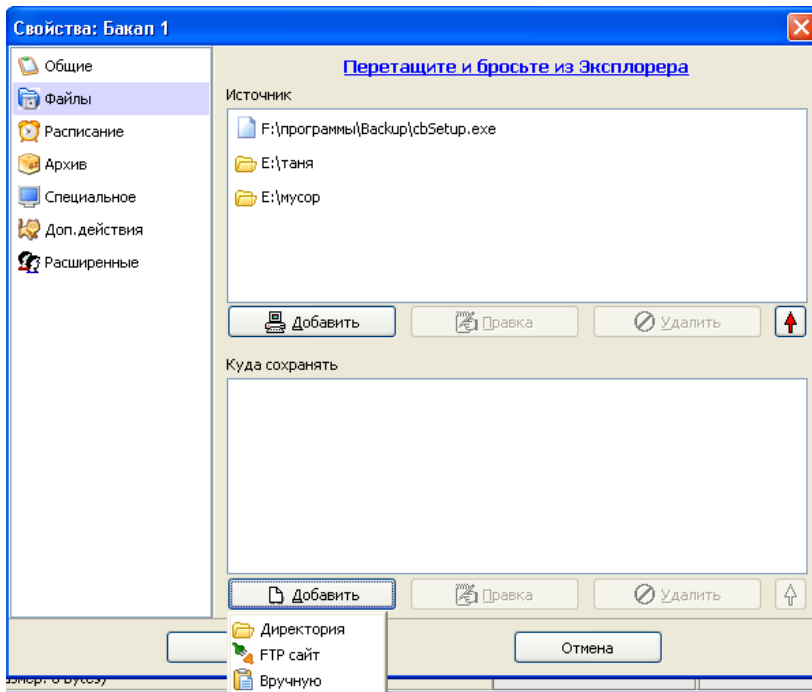 Свойства: Бакап 1
Общие
Файлы
Расписание
Архив
Специальное
Доп.действия
Расширенные
Перетащите и бросьте из Эксплорера
Источник
F:\программы\Backup\cbSetup.exe
E:\таня
E:\мусор
Добавить
Правка
Удалить
Куда сохранять
Добавить
Правка
Удалить
Директория
FTP сайт
Вручную
Отмена